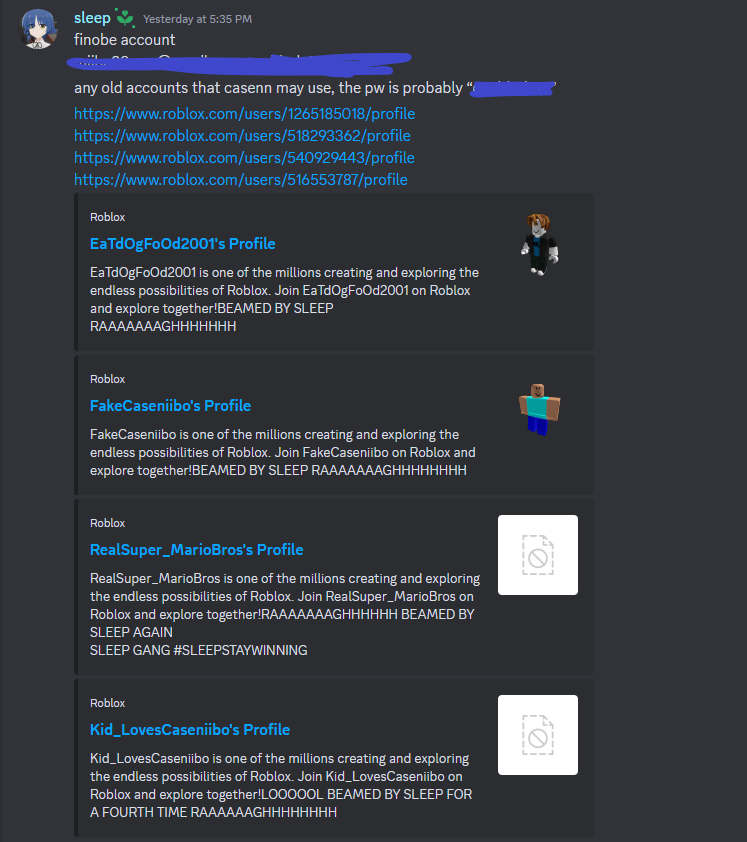 sleep Yesterday at 5:35 PM
finobe account
any old accounts that casenn may use, the pw is probably “
https://www.roblox.com/users/1265185018/profile
https://www.roblox.com/users/518293362/profile
https://www.roblox.com/users/540929443/profile
https://www.roblox.com/users/516553787/profile
Roblox
EaTdOgFoOd2001's Profile
EaTdOgFoOd2001 is one of the millions creating and exploring the
endless possibilities of Roblox. Join EaTdOgFoOd2001 on Roblox
and explore together!BEAMED BY SLEEP
RAAAAAAAGHHHHHHH
Roblox
FakeCaseniibo's Profile
FakeCaseniibo is one of the millions creating and exploring the
endless possibilities of Roblox. Join FakeCaseniibo on Roblox and
explore together!BEAMED BY SLEEP RAAAAAAAGHHHHHHHH
Roblox
RealSuper_MarioBros's Profile
RealSuper_MarioBros is one of the millions creating and exploring
the endless possibilities of Roblox. Join RealSuper_MarioBros on
Roblox and explore together!RAAAAAAAGHHHHHH BEAMED BY
SLEEP AGAIN
SLEEP GANG #SLEEPSTAYWINNING
Roblox
Kid_LovesCaseniibo's Profile
Kid_LovesCaseniibo is one of the millions creating and exploring
the endless possibilities of Roblox. Join Kid_LovesCaseniibo on
Roblox and explore together!LOOOOOL BEAMED BY SLEEP FOR
A FOURTH TIME RAAAAAAGHHHHHHHH